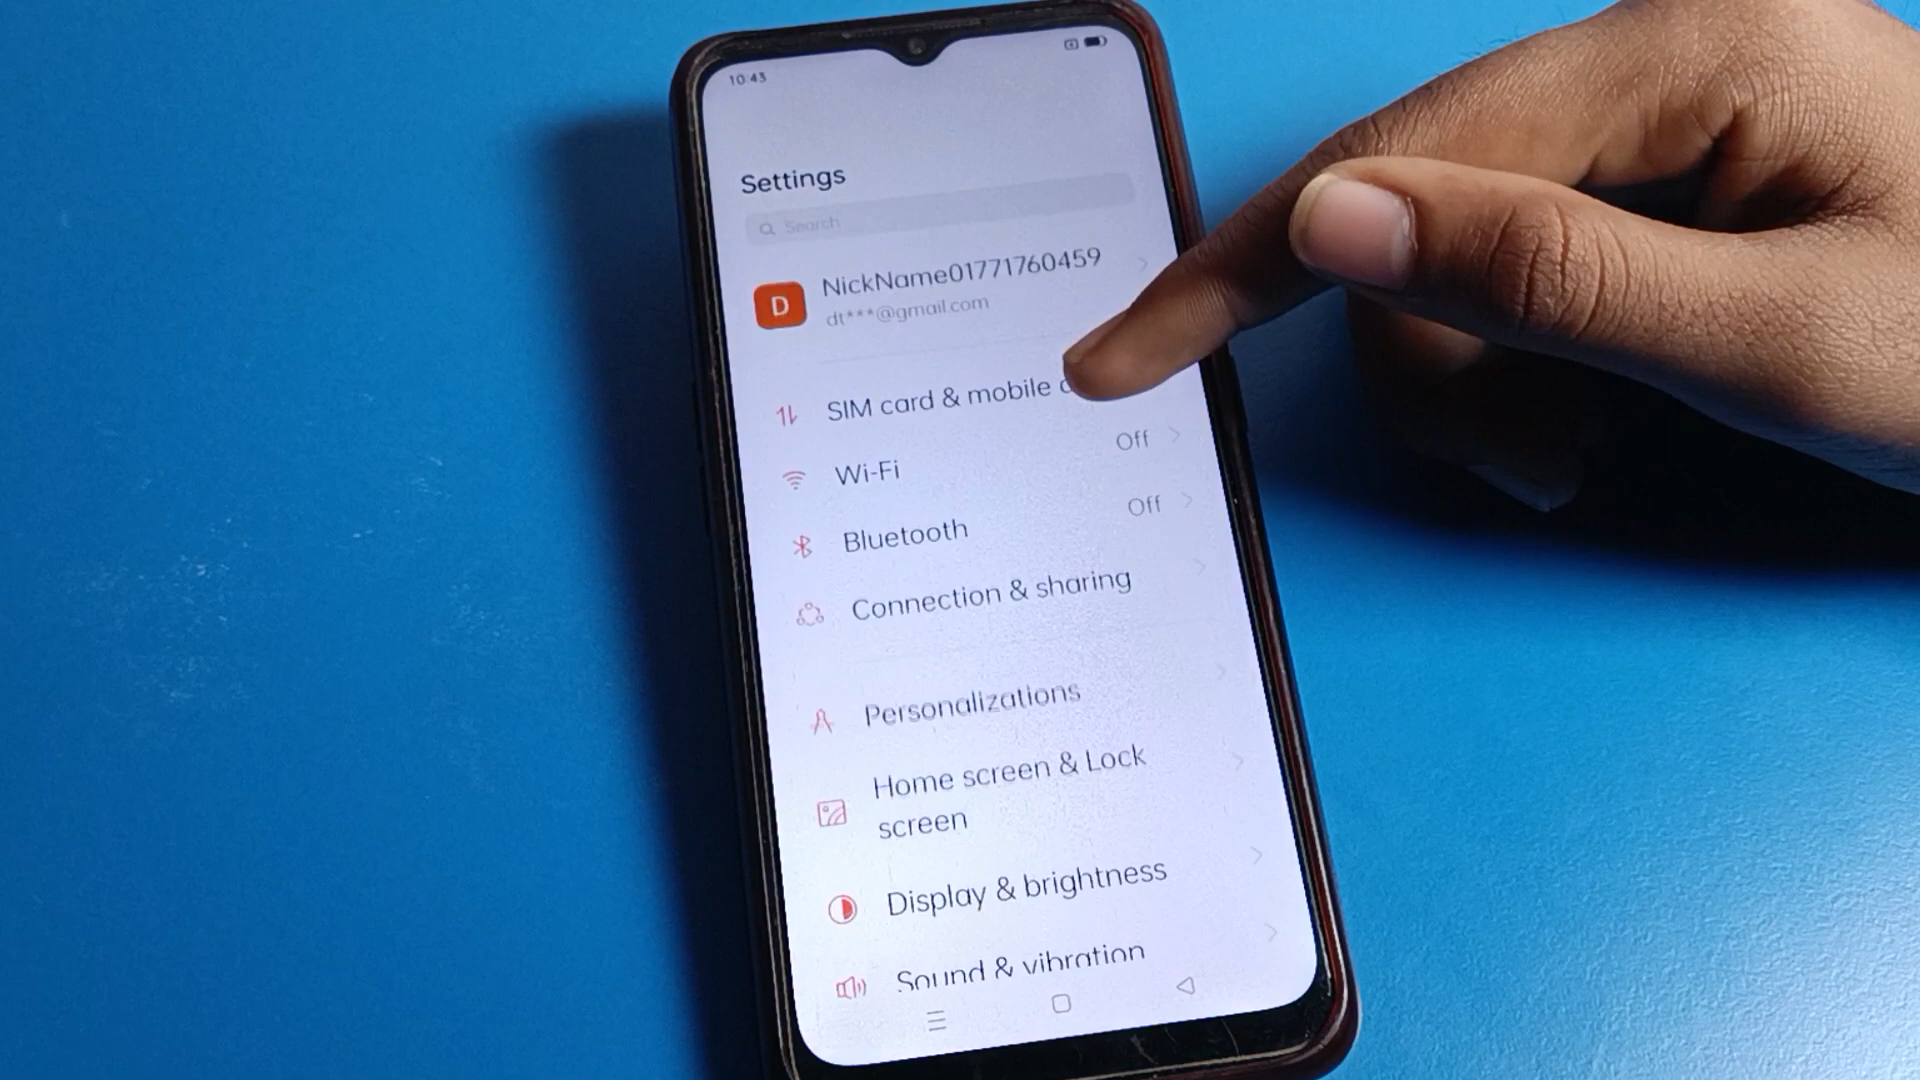 10:43
Settings
Search
D
NickName01771760459
dt***@gmail.com
SIM card & mobile
Wi-Fi
Off
Bluetooth
Off
Connection & sharing
Personalizations
Home screen & Lock
screen
Display & brightness
Sound & vibration